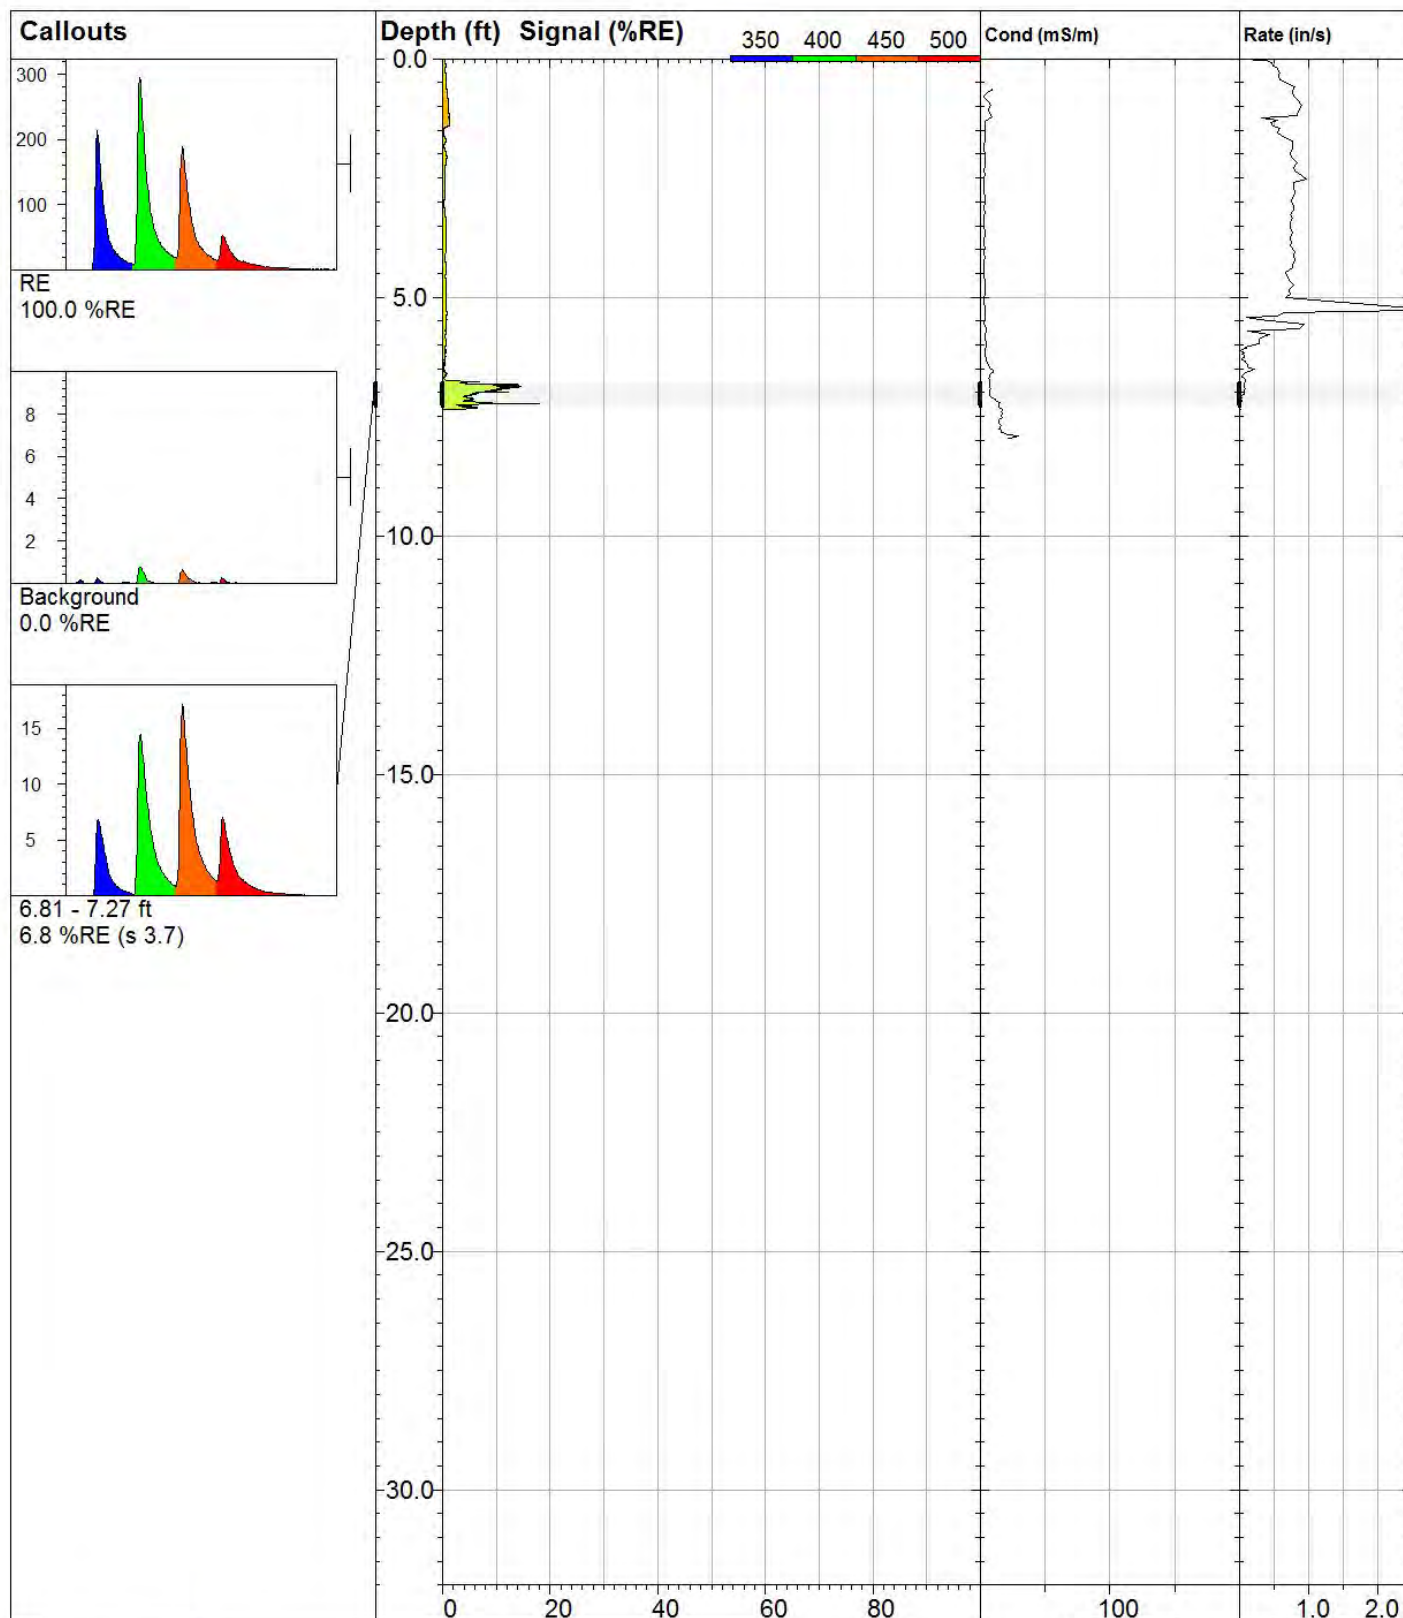 Callouts
Depth (ft) Signal (%RE)
350 400 450 500
Cond (mS/m)
Rate (in/s)
300
200
100
RE
100.0 %RE
8
6
4
2
Background
0.0 %RE
15
10
5
6.81 - 7.27 ft
6.8 %RE (s 3.7)
0.0
5.0
10.0
15.0
20.0
25.0
30.0
0 20 40 60 80
100
1.0 2.0